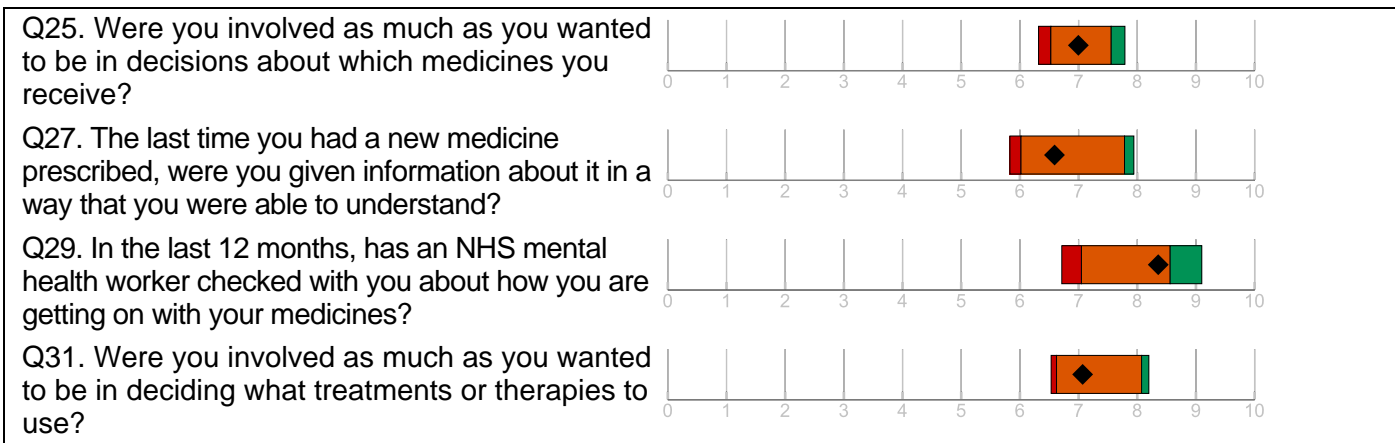 Q25. Were you involved as much as you wanted
to be in decisions about which medicines you
receive?
0 1 2 3 4 5 6 7 8 9 10
Q27. The last time you had a new medicine
prescribed, were you given information about it in a
way that you were able to understand?
0 1 2 3 4 5 6 7 8 9 10
Q29. In the last 12 months, has an NHS mental
health worker checked with you about how you are
getting on with your medicines?
0 1 2 3 4 5 6 7 8 9 10
Q31. Were you involved as much as you wanted
to be in deciding what treatments or therapies to
use?
0 1 2 3 4 5 6 7 8 9 10